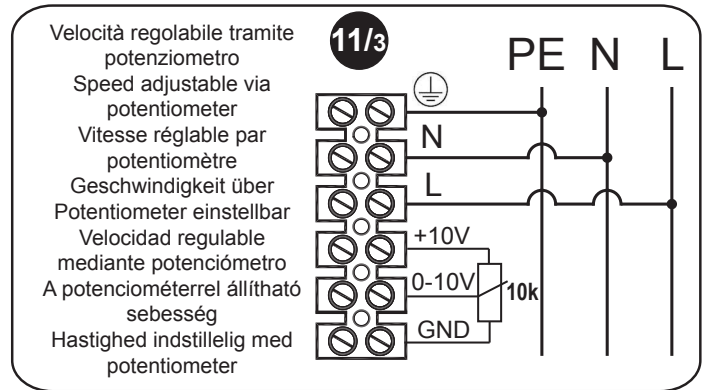 Velocità regolabile tramite
potenziometro
Speed adjustable via
potentiometer
Vitesse réglable par
potentiomètre
Geschwindigkeit über
Potentiometer einstellbar
Velocidad regulable
mediante potenciómetro
A potenciométerrel állítható
sebesség
Hastighed indstillelig med
potentiometer
11/3
PE N L
N
L
+10V
0-10V
10k
GND